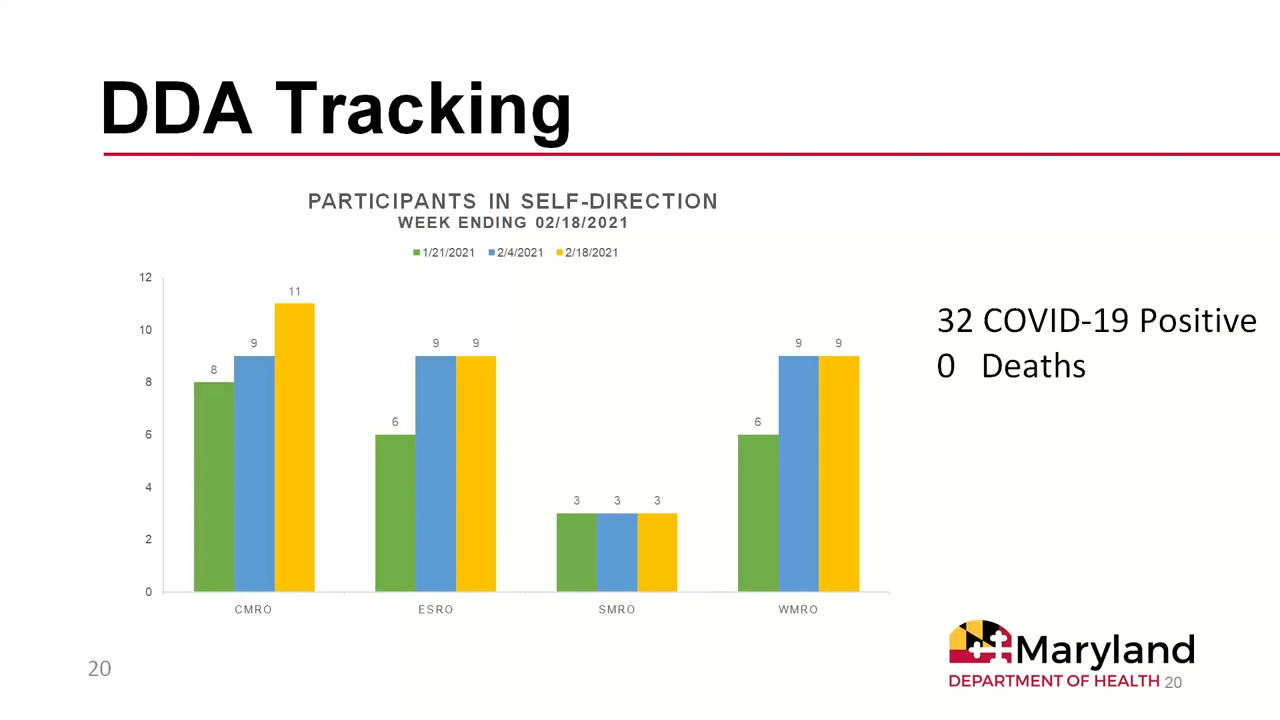 DDA Tracking
PARTICIPANTS IN SELF-DIRECTION
WEEK ENDING 02/18/2021
1/21/2021 2/4/2021 2/18/2021
12
10
8
6
4
2
0
8 9 11
6 9 9
3 3 3
6 9 9
CMRO ESRO SMRO WMRO
32 COVID-19 Positive
0 Deaths
20
Maryland
DEPARTMENT OF HEALTH 20